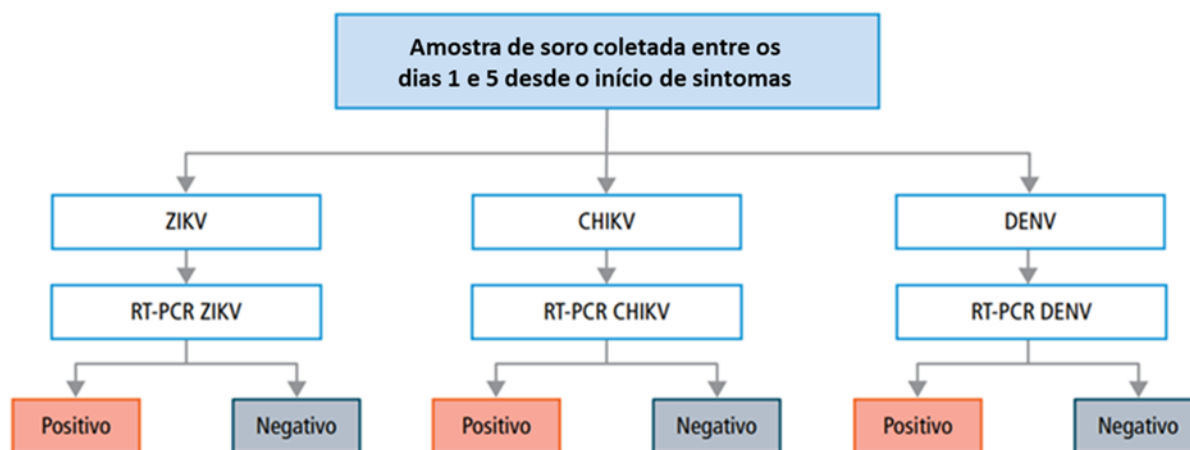 Amostra de soro coletada entre os
dias 1 e 5 desde o início de sintomas
ZIKV
CHIKV
DENV
RT-PCR ZIKV
RT-PCR CHIKV
RT-PCR DENV
Positivo
Negativo
Positivo
Negativo
Positivo
Negativo